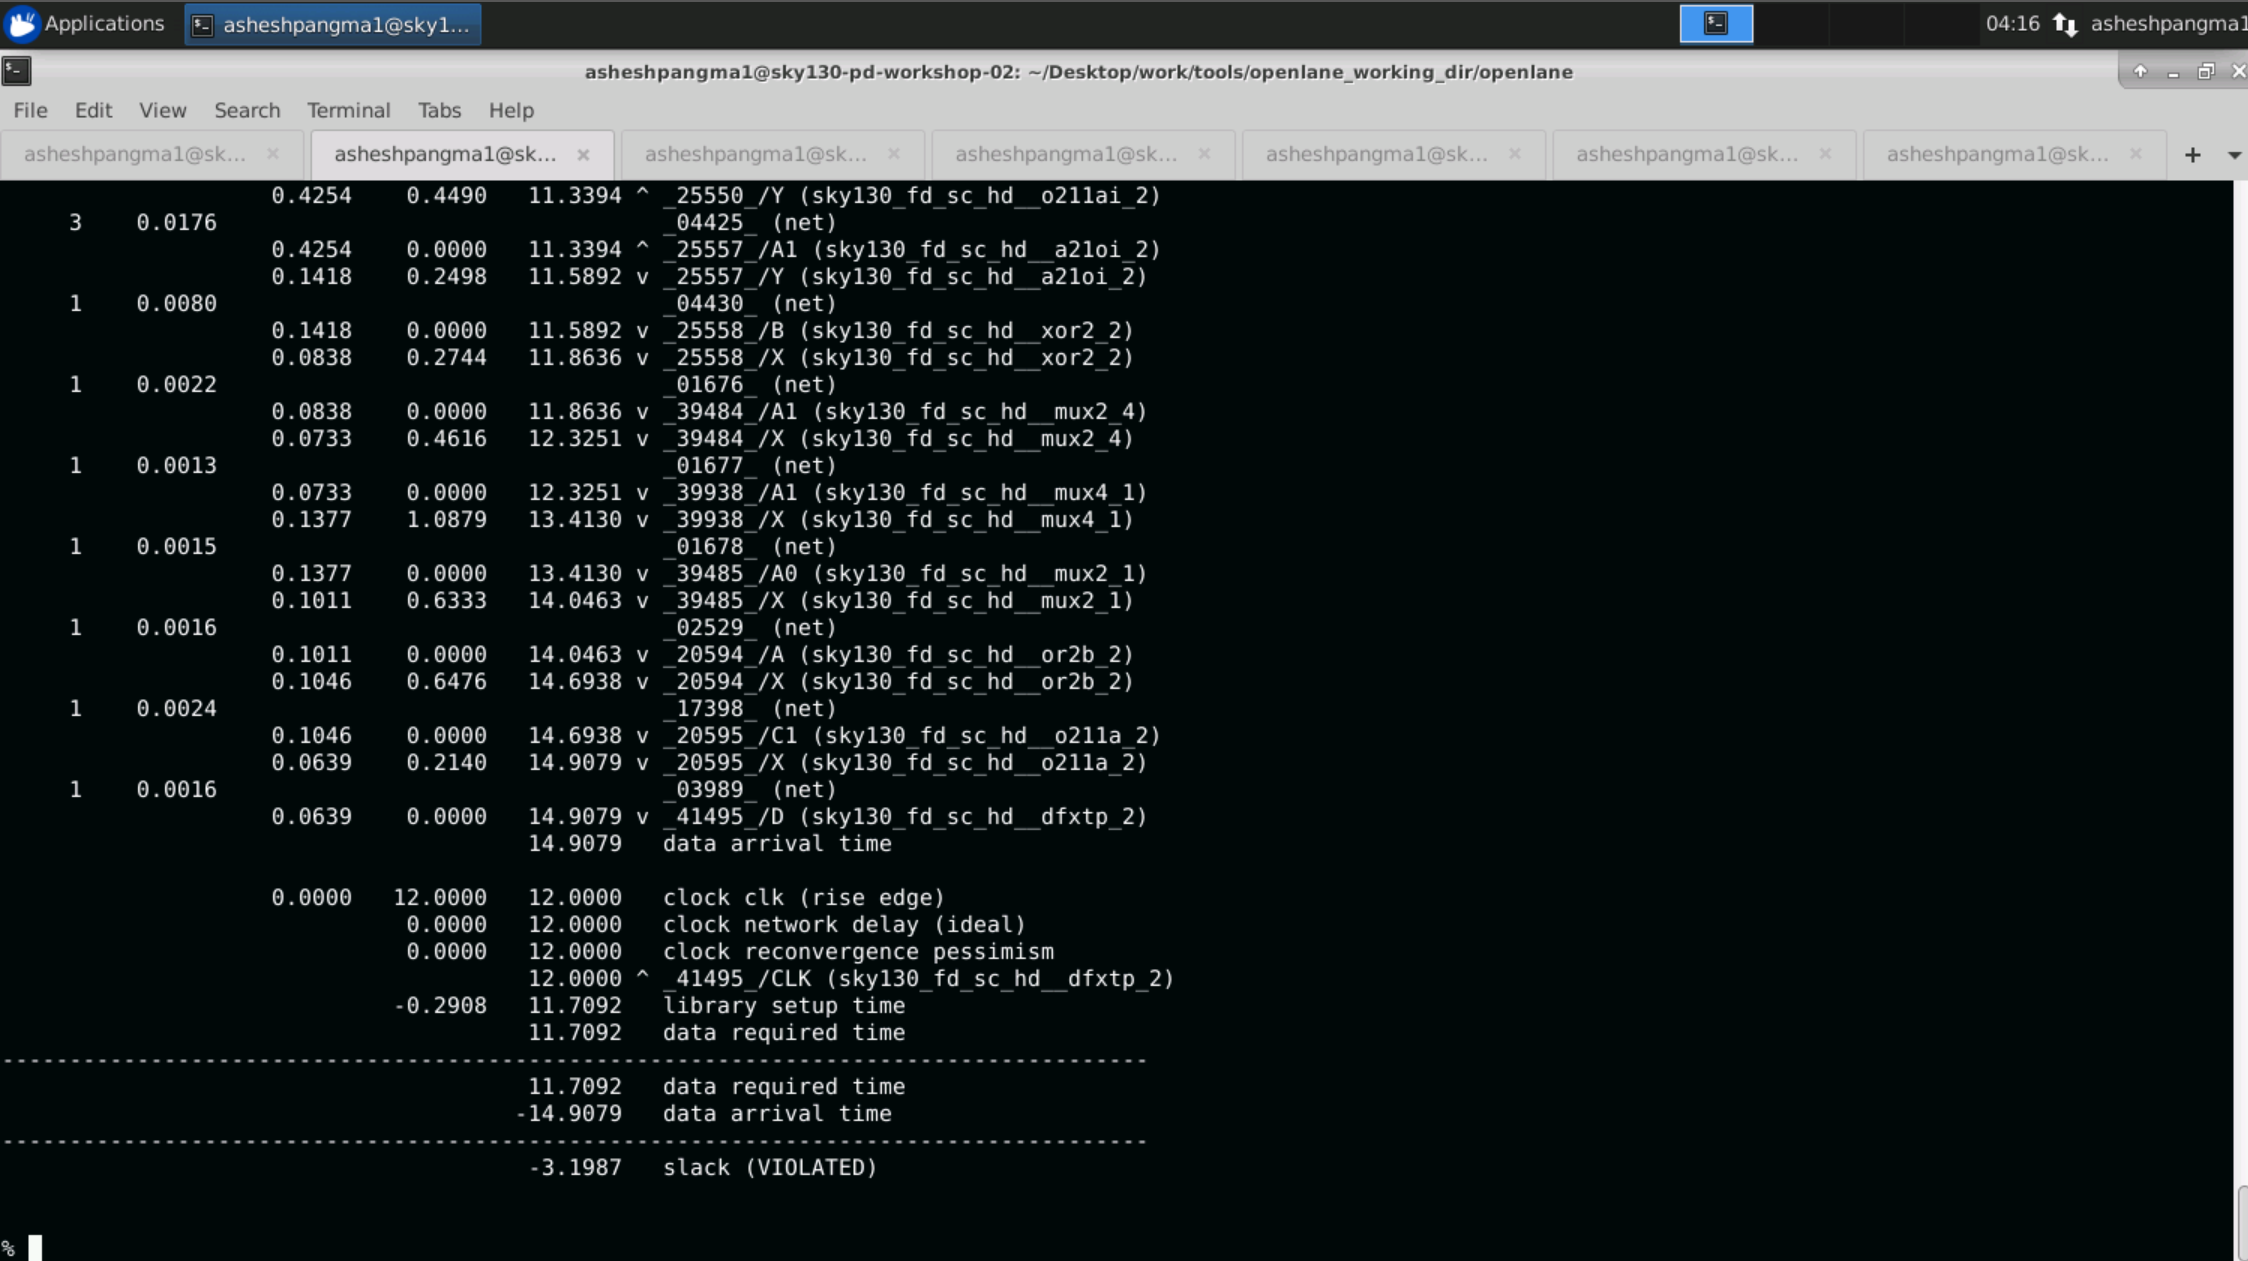 Applications asheshpangma1@sky1... 04:16 asheshpangma1
asheshpangma1@sky130-pd-workshop-02: ~/Desktop/work/tools/openlane_working_dir/openlane
File Edit View Search Terminal Tabs Help
asheshpangma1@sk... asheshpangma1@sk... asheshpangma1@sk... asheshpangma1@sk... asheshpangma1@sk... asheshpangma1@sk... asheshpangma1@sk...
0.4254 0.4490 11.3394 ^ _25550_/Y (sky130_fd_sc_hd__o211ai_2)
3 0.0176 _04425_ (net)
0.4254 0.0000 11.3394 ^ _25557_/A1 (sky130_fd_sc_hd__a21oi_2)
0.1418 0.2498 11.5892 v _25557_/Y (sky130_fd_sc_hd__a21oi_2)
1 0.0080 _04430_ (net)
0.1418 0.0000 11.5892 v _25558_/B (sky130_fd_sc_hd__xor2_2)
0.0838 0.2744 11.8636 v _25558_/X (sky130_fd_sc_hd__xor2_2)
1 0.0022 _01676_ (net)
0.0838 0.0000 11.8636 v _39484_/A1 (sky130_fd_sc_hd__mux2_4)
0.0733 0.4616 12.3251 v _39484_/X (sky130_fd_sc_hd__mux2_4)
1 0.0013 _01677_ (net)
0.0733 0.0000 12.3251 v _39938_/A1 (sky130_fd_sc_hd__mux4_1)
0.1377 1.0879 13.4130 v _39938_/X (sky130_fd_sc_hd__mux4_1)
1 0.0015 _01678_ (net)
0.1377 0.0000 13.4130 v _39485_/A0 (sky130_fd_sc_hd__mux2_1)
0.1011 0.6333 14.0463 v _39485_/X (sky130_fd_sc_hd__mux2_1)
1 0.0016 _02529_ (net)
0.1011 0.0000 14.0463 v _20594_/A (sky130_fd_sc_hd__or2b_2)
0.1046 0.6476 14.6938 v _20594_/X (sky130_fd_sc_hd__or2b_2)
1 0.0024 _17398_ (net)
0.1046 0.0000 14.6938 v _20595_/C1 (sky130_fd_sc_hd__o211a_2)
0.0639 0.2140 14.9079 v _20595_/X (sky130_fd_sc_hd__o211a_2)
1 0.0016 _03989_ (net)
0.0639 0.0000 14.9079 v _41495_/D (sky130_fd_sc_hd__dfxtp_2)
14.9079 data arrival time
0.0000 12.0000 12.0000 clock clk (rise edge)
0.0000 12.0000 clock network delay (ideal)
0.0000 12.0000 clock reconvergence pessimism
12.0000 ^ _41495_/CLK (sky130_fd_sc_hd__dfxtp_2)
-0.2908 11.7092 library setup time
11.7092 data required time
-------------------------------------------------------------------------------------
11.7092 data required time
-14.9079 data arrival time
-------------------------------------------------------------------------------------
-3.1987 slack (VIOLATED)
%